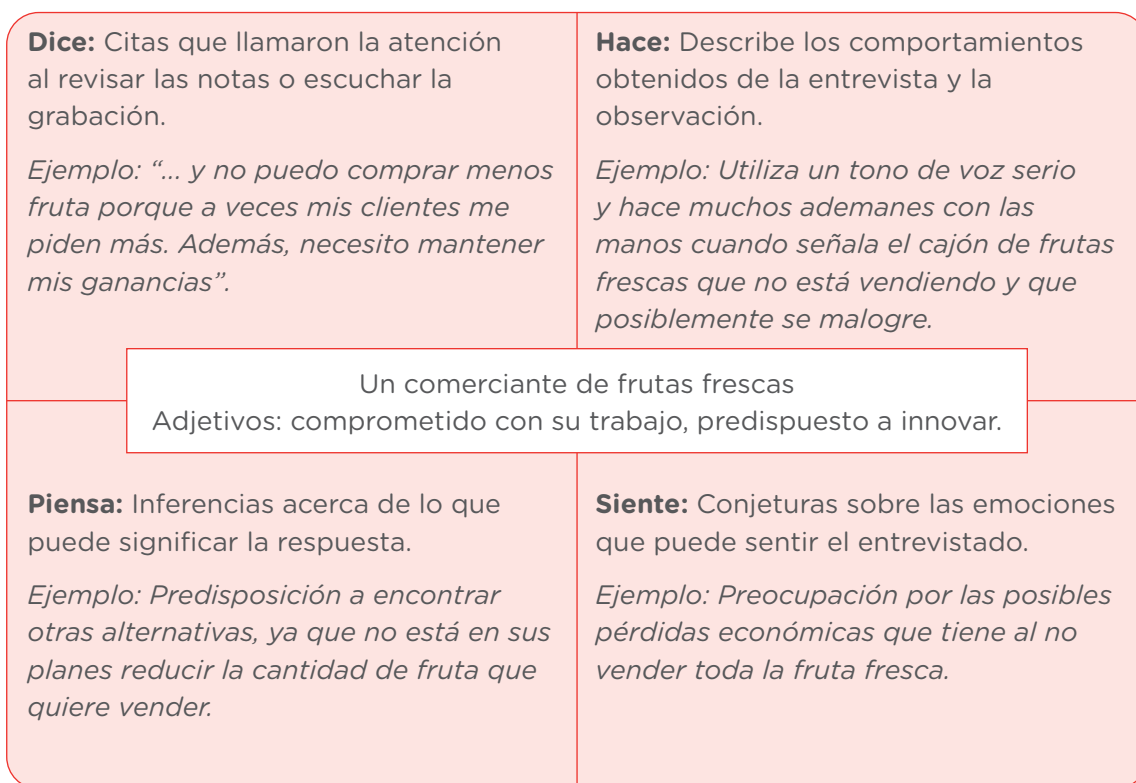 Dice: Citas que llamaron la atención
al revisar las notas o escuchar la
grabación.
Ejemplo: “... y no puedo comprar menos
fruta porque a veces mis clientes me
piden más. Además, necesito mantener
mis ganancias”.
Hace: Describe los comportamientos
obtenidos de la entrevista y la
observación.
Ejemplo: Utiliza un tono de voz serio
y hace muchos ademanes con las
manos cuando señala el cajón de frutas
frescas que no está vendiendo y que
posiblemente se malogre.
Un comerciante de frutas frescas
Adjetivos: comprometido con su trabajo, predispuesto a innovar.
Piensa: Inferencias acerca de lo que
puede significar la respuesta.
Ejemplo: Predisposición a encontrar
otras alternativas, ya que no está en sus
planes reducir la cantidad de fruta que
quiere vender.
Siente: Conjeturas sobre las emociones
que puede sentir el entrevistado.
Ejemplo: Preocupación por las posibles
pérdidas económicas que tiene al no
vender toda la fruta fresca.